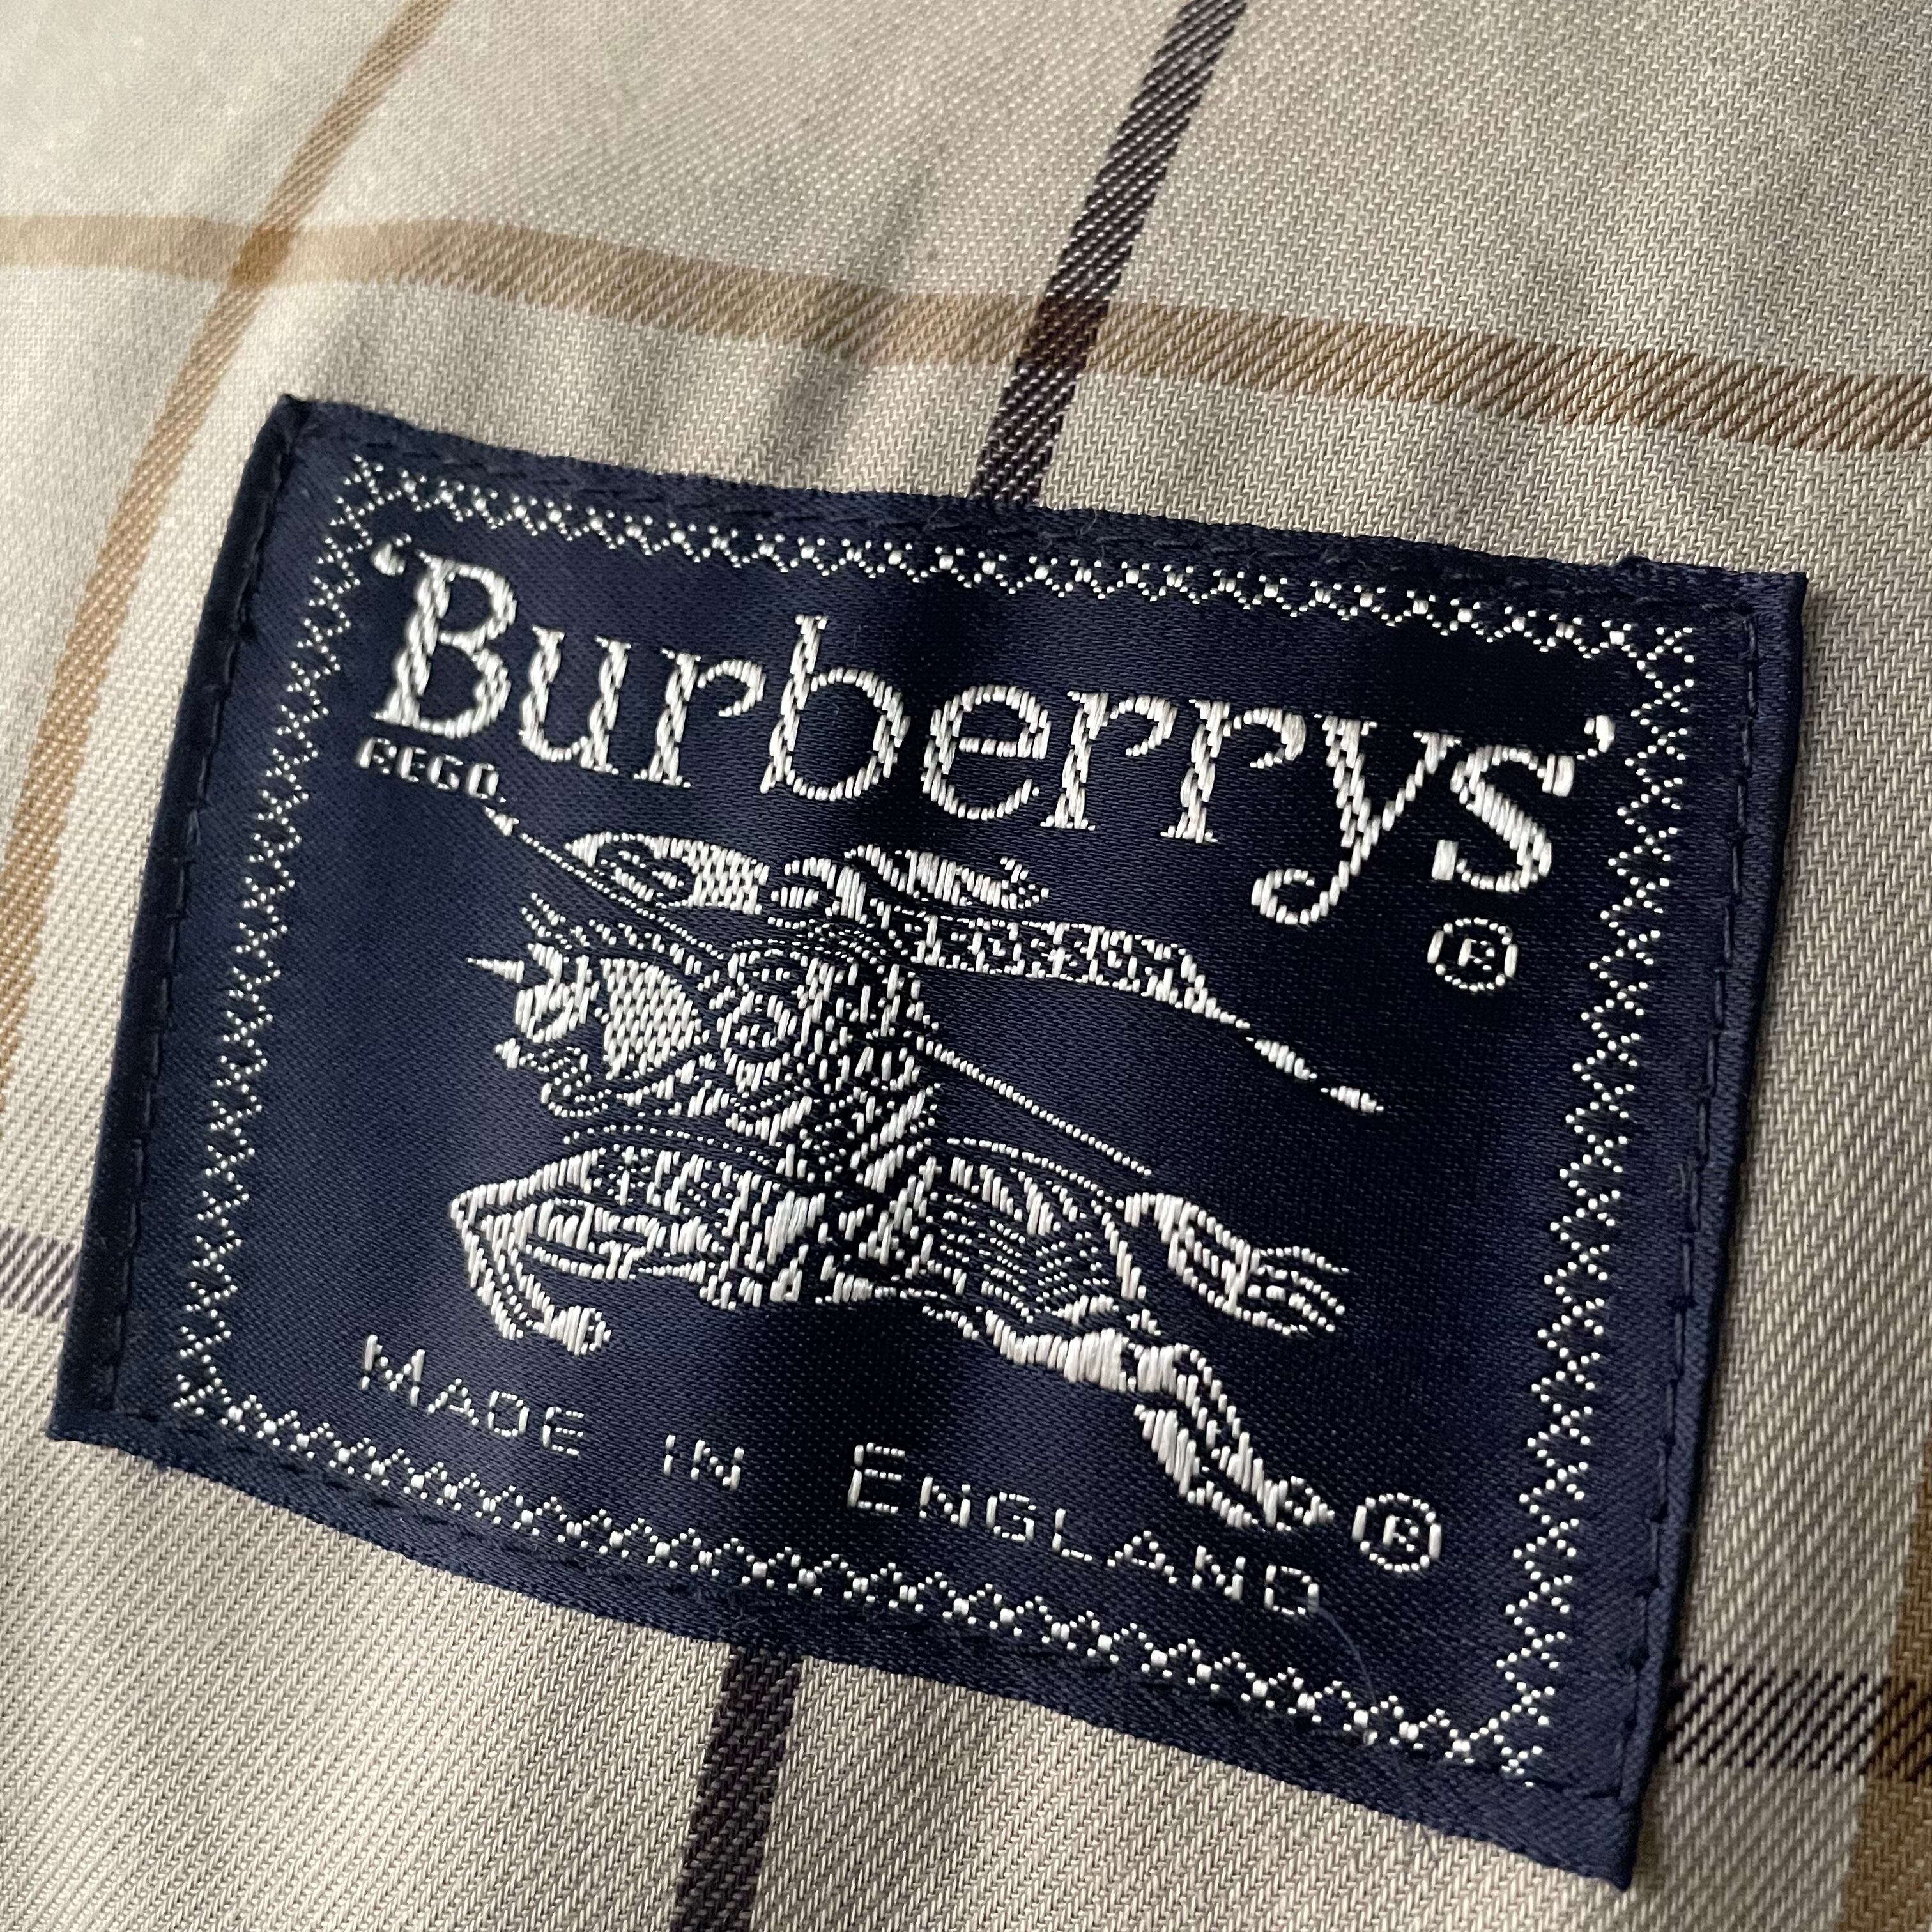 'Burberrys'
REGD
®
MADE IN ENGLAND
®